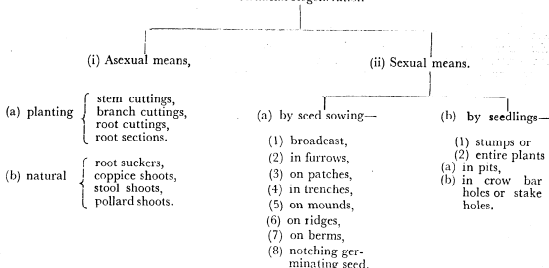 (i) Asexual means,
(ii) Sexual means.
(a) planting
stem cuttings,
branch cuttings,
root cuttings,
root sections.
(b) natural
root suckers,
coppice shoots,
stool shoots,
pollard shoots.
(a) by seed sowing—
(1) broadcast,
(2) in furrows,
(3) on patches,
(4) in trenches,
(5) on mounds,
(6) on ridges,
(7) on berms,
(8) notching ger-
minating seed.
(b) by seedlings—
(1) stumps or
(2) entire plants
(a) in pits,
(b) in crow bar
holes or stake
holes.